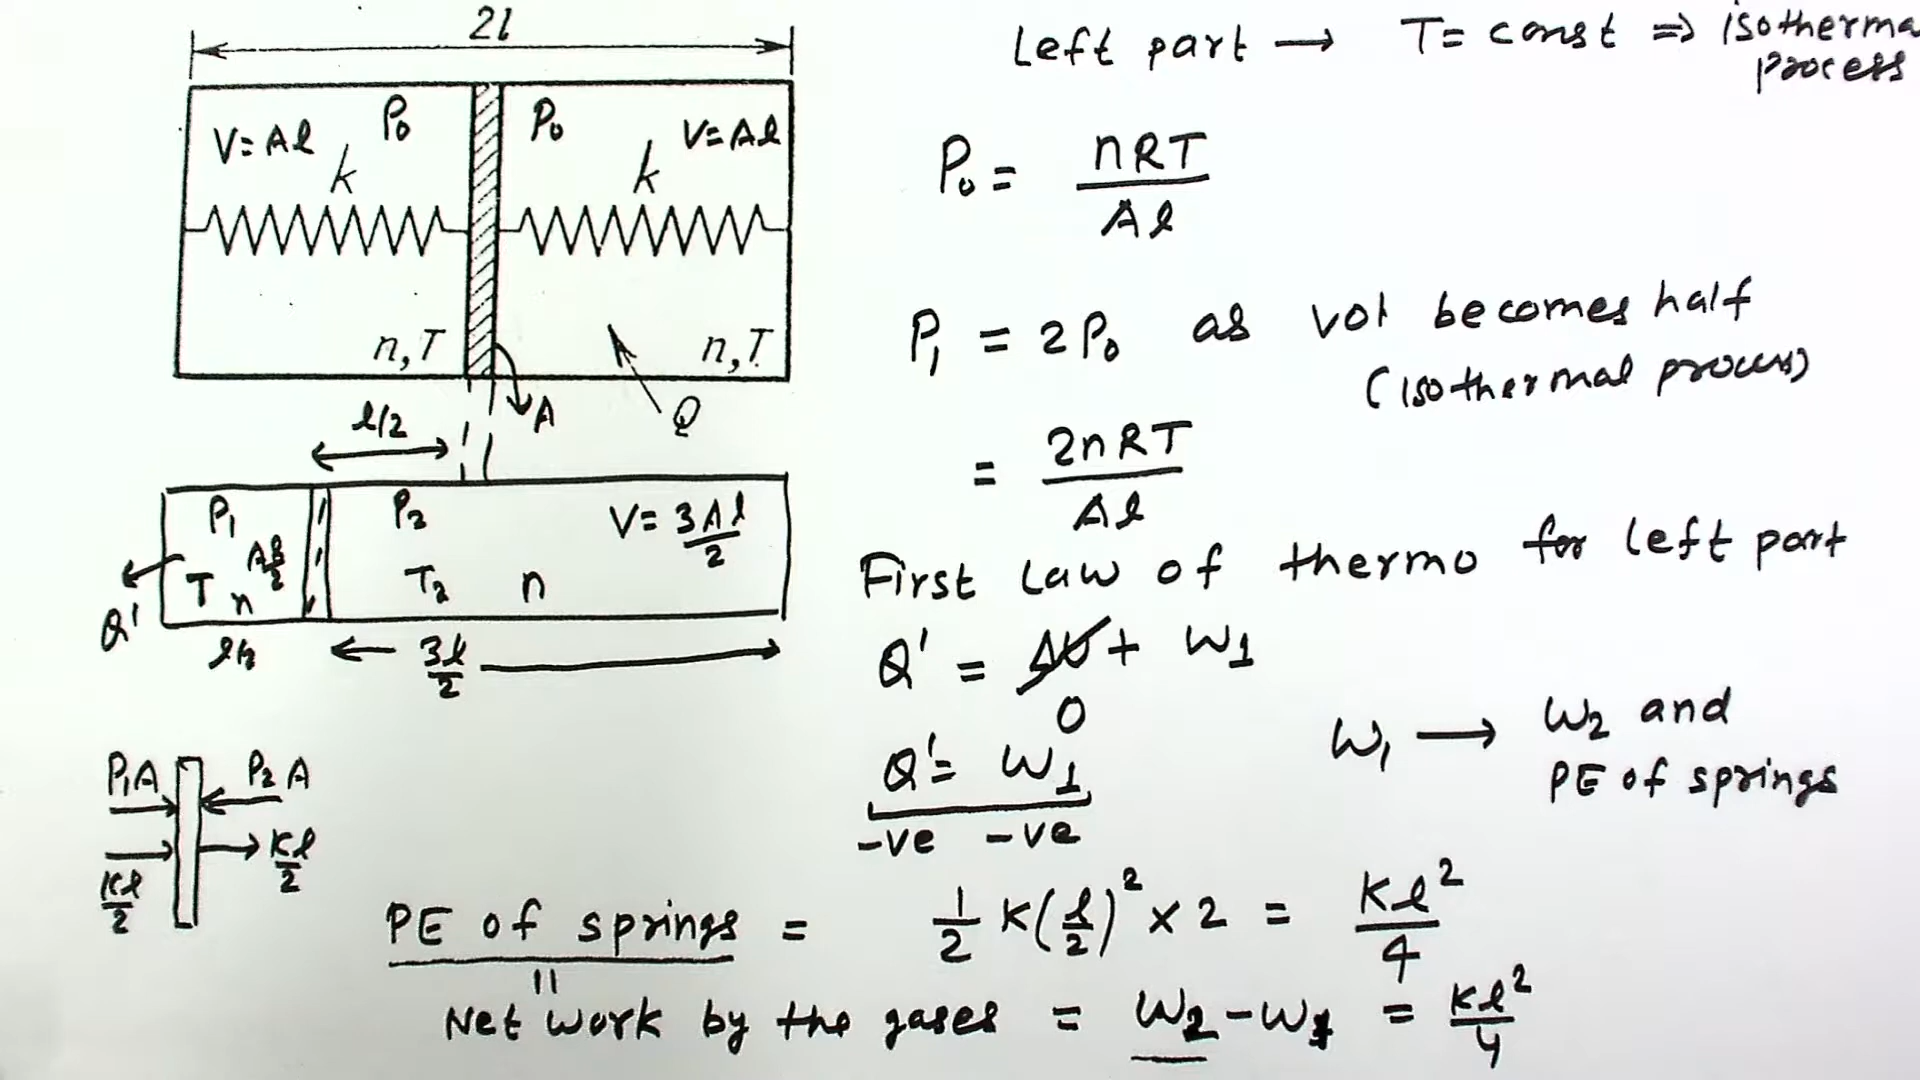 2l
Left part → T = const ⇒ isotherma
process
V = Al P₀ P₀ V = Al
k k
P₀ = nRT / Al
n, T n, T
P₁ = 2P₀ as vol becomes half
(isothermal process)
l/2 A Q
= 2nRT / Al
P₁ P₂ V = 3Al/2
Al/2
T n T₂ n
Q'
l/2 3l/2
First Law of thermo for left part
Q' = ΔU + W₁
0
Q' = W₁
-ve -ve
W₁ → W₂ and
PE of springs
P₁A P₂A
Kl/2 Kl/2
PE of springs = 1/2 K(l/2)² × 2 = Kl²/4
||
Net work by the gases = W₂ - W₁ = Kl²/4